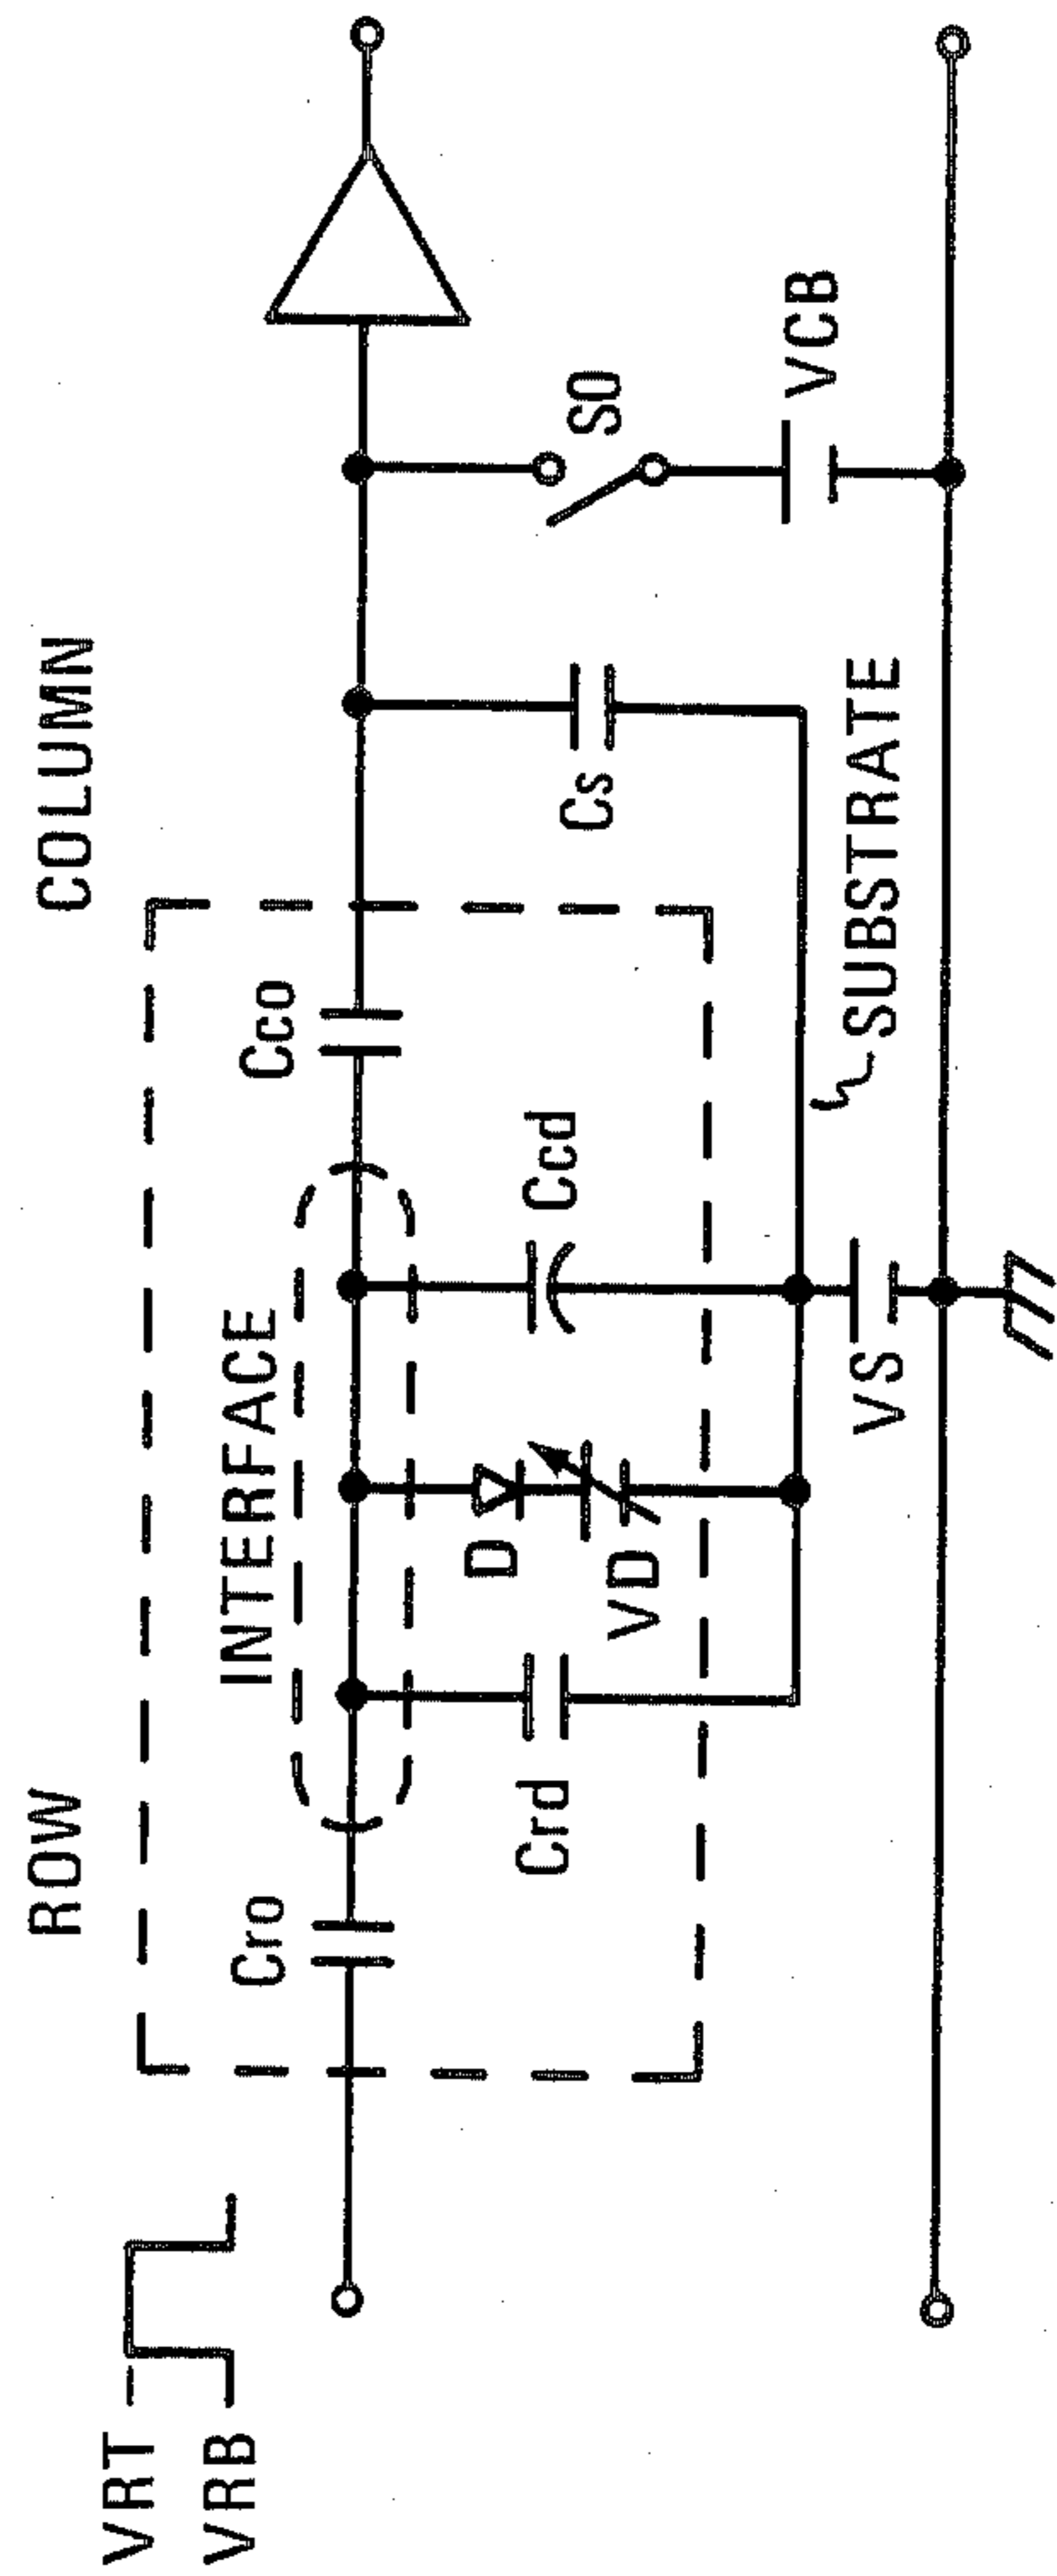 ROW
COLUMN
VRT
VRB
INTERFACE
Cro
Cco
Crd
D
VD
Ccd
Cs
SO
VS
VCB
SUBSTRATE